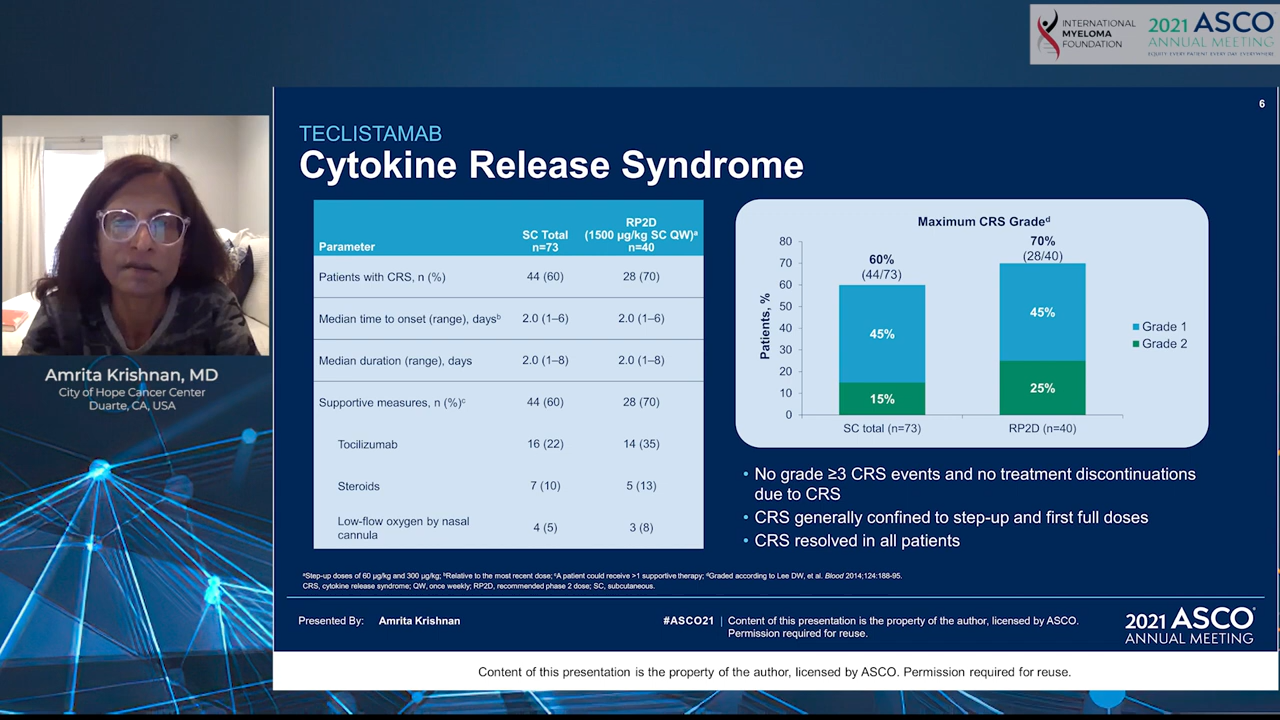 INTERNATIONAL
MYELOMA
FOUNDATION
2021 ASCO
ANNUAL MEETING
EQUITY: EVERY PATIENT. EVERY DAY. EVERYWHERE.
6
TECLISTAMAB
Cytokine Release Syndrome
Parameter
SC Total
n=73
RP2D
(1500 µg/kg SC QW)ᵃ
n=40
Patients with CRS, n (%) 44 (60) 28 (70)
Median time to onset (range), daysᵇ 2.0 (1–6) 2.0 (1–6)
Median duration (range), days 2.0 (1–8) 2.0 (1–8)
Supportive measures, n (%)ᶜ 44 (60) 28 (70)
Tocilizumab 16 (22) 14 (35)
Steroids 7 (10) 5 (13)
Low-flow oxygen by nasal
cannula 4 (5) 3 (8)
Maximum CRS Gradeᵈ
Patients, %
80
70
60
50
40
30
20
10
0
60%
(44/73)
45%
15%
70%
(28/40)
45%
25%
SC total (n=73)
RP2D (n=40)
Grade 1
Grade 2
• No grade ≥3 CRS events and no treatment discontinuations
due to CRS
• CRS generally confined to step-up and first full doses
• CRS resolved in all patients
ᵃStep-up doses of 60 µg/kg and 300 µg/kg; ᵇRelative to the most recent dose; ᶜA patient could receive >1 supportive therapy; ᵈGraded according to Lee DW, et al. Blood 2014;124:188-95.
CRS, cytokine release syndrome; QW, once weekly; RP2D, recommended phase 2 dose; SC, subcutaneous.
Presented By: Amrita Krishnan
#ASCO21 | Content of this presentation is the property of the author, licensed by ASCO.
Permission required for reuse.
2021 ASCO®
ANNUAL MEETING
Content of this presentation is the property of the author, licensed by ASCO. Permission required for reuse.
Amrita Krishnan, MD
City of Hope Cancer Center
Duarte, CA, USA